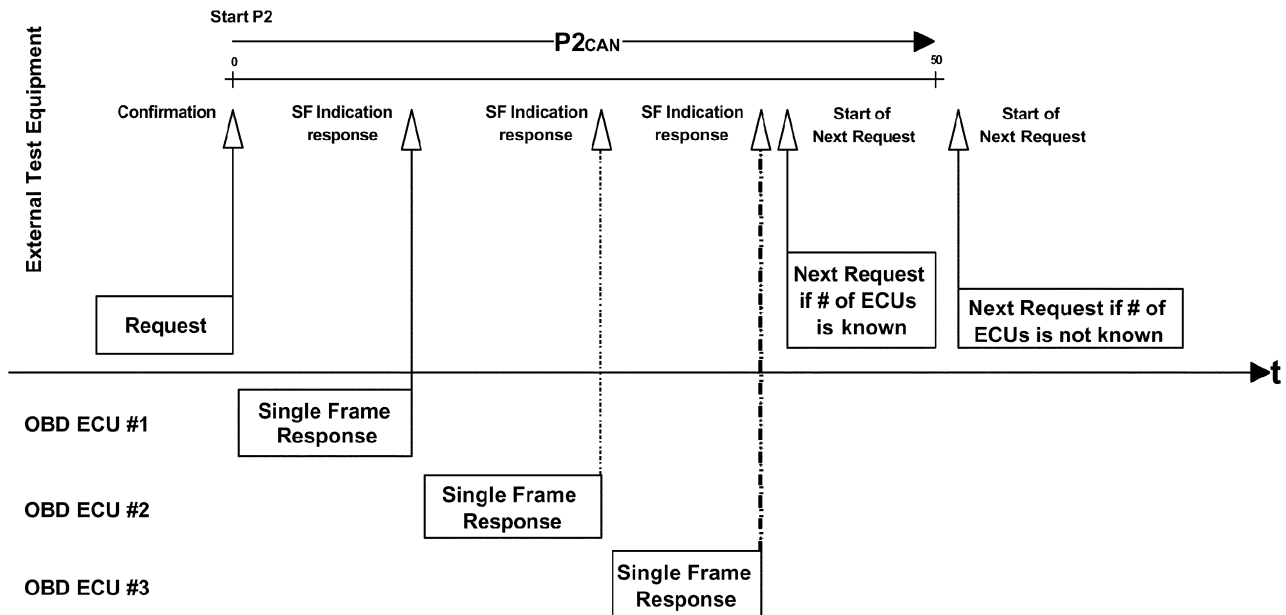 Start P2
P2CAN
0
50
External Test Equipment
Confirmation
SF Indication
response
SF Indication
response
SF Indication
response
Start of
Next Request
Start of
Next Request
Request
Next Request
if # of ECUs
is known
Next Request if # of
ECUs is not known
t
OBD ECU #1
Single Frame
Response
OBD ECU #2
Single Frame
Response
OBD ECU #3
Single Frame
Response